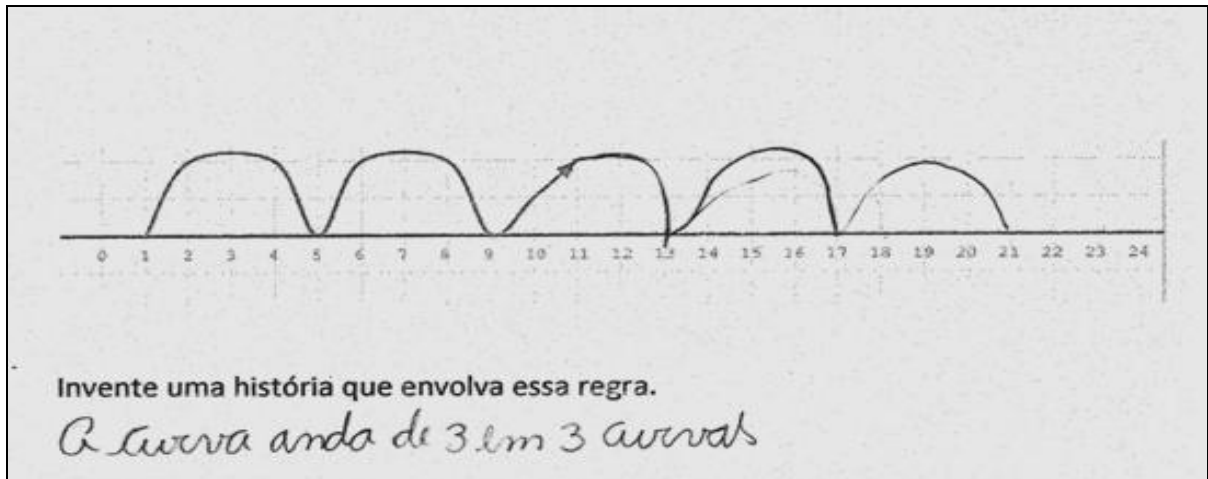 0 1 2 3 4 5 6 7 8 9 10 11 12 13 14 15 16 17 18 19 20 21 22 23 24
Invente uma história que envolva essa regra.
A curva anda de 3 em 3 curvas